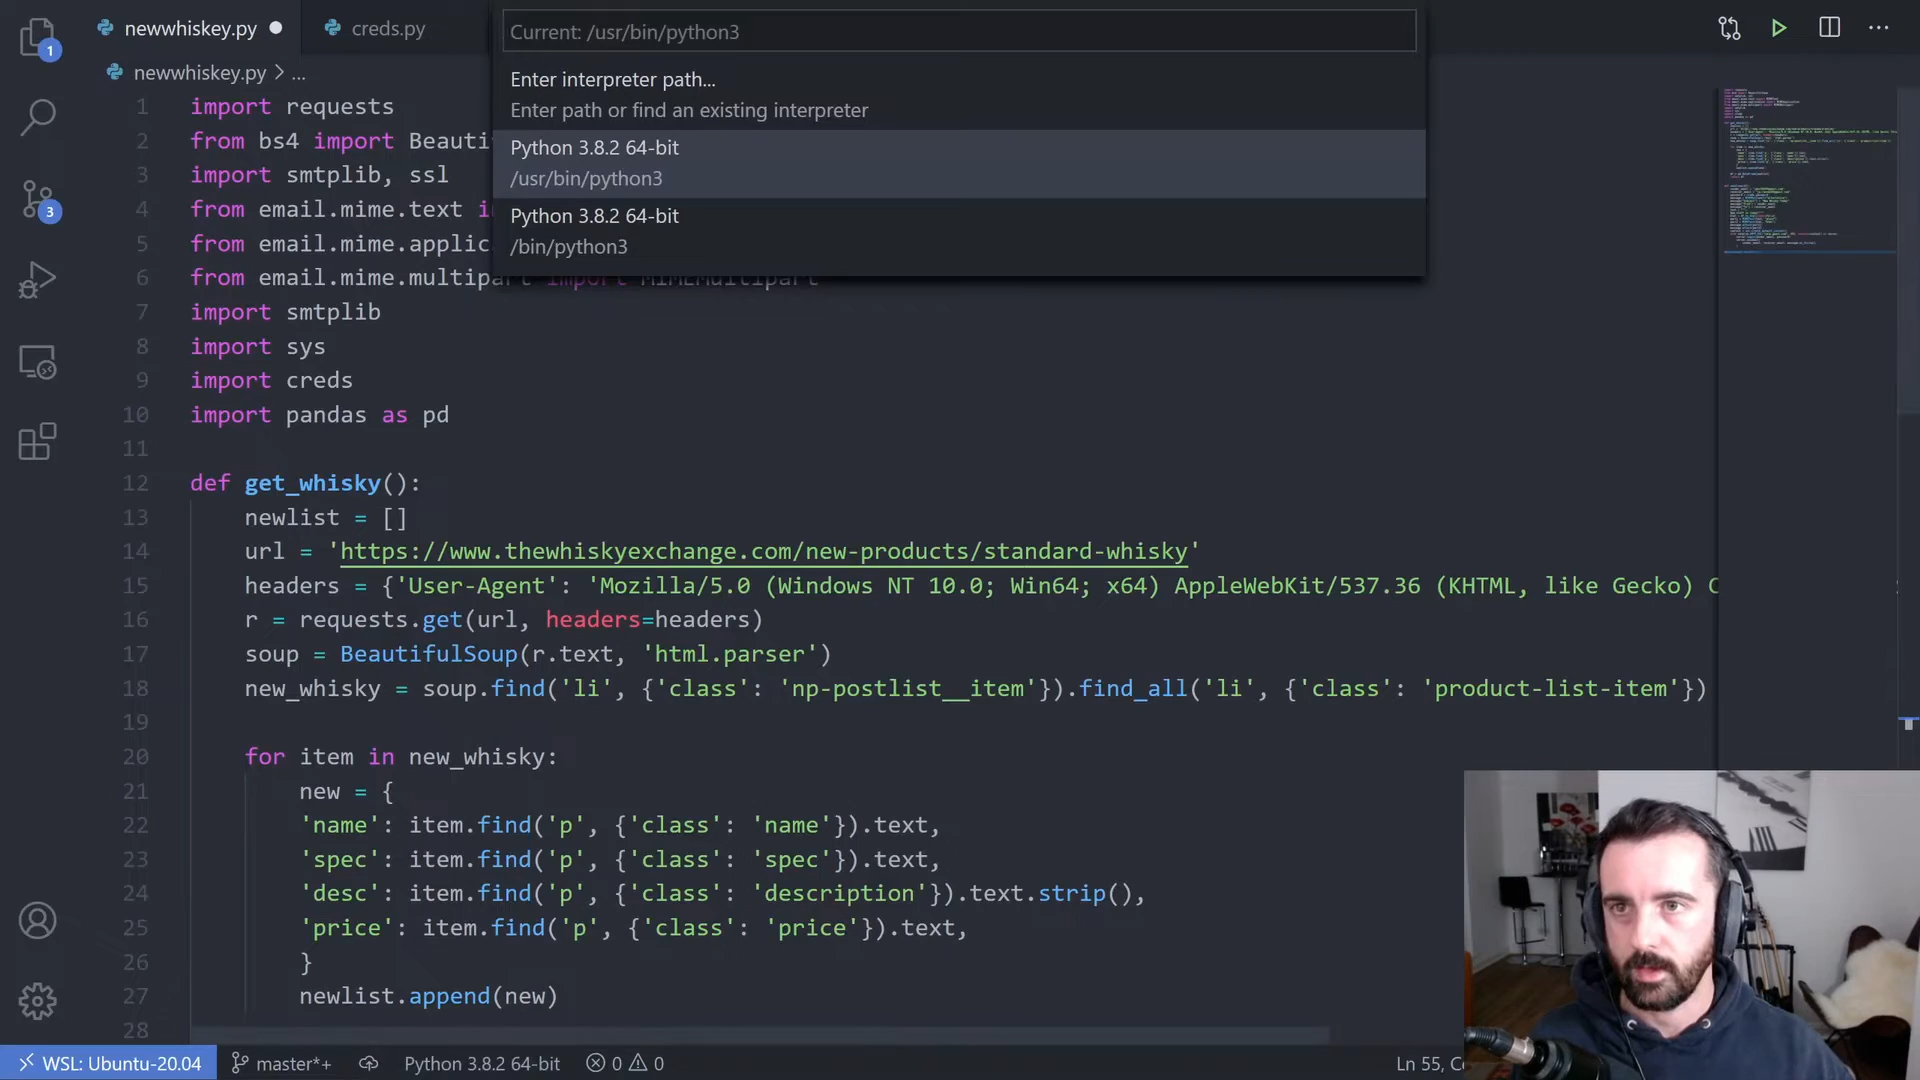 newwhiskey.py
creds.py
Current: /usr/bin/python3
Enter interpreter path...
Enter path or find an existing interpreter
Python 3.8.2 64-bit
/usr/bin/python3
Python 3.8.2 64-bit
/bin/python3
1
newwhiskey.py > ...
1 import requests
2 from bs4 import Beauti
3 import smtplib, ssl
4 from email.mime.text i
5 from email.mime.applic
6 from email.mime.multipart import MIMEMultipart
7 import smtplib
8 import sys
9 import creds
10 import pandas as pd
11
12 def get_whisky():
13 newlist = []
14 url = 'https://www.thewhiskyexchange.com/new-products/standard-whisky'
15 headers = {'User-Agent': 'Mozilla/5.0 (Windows NT 10.0; Win64; x64) AppleWebKit/537.36 (KHTML, like Gecko) C
16 r = requests.get(url, headers=headers)
17 soup = BeautifulSoup(r.text, 'html.parser')
18 new_whisky = soup.find('li', {'class': 'np-postlist__item'}).find_all('li', {'class': 'product-list-item'})
19
20 for item in new_whisky:
21 new = {
22 'name': item.find('p', {'class': 'name'}).text,
23 'spec': item.find('p', {'class': 'spec'}).text,
24 'desc': item.find('p', {'class': 'description'}).text.strip(),
25 'price': item.find('p', {'class': 'price'}).text,
26 }
27 newlist.append(new)
28
3
WSL: Ubuntu-20.04
master*+
Python 3.8.2 64-bit
0
0
Ln 55, C